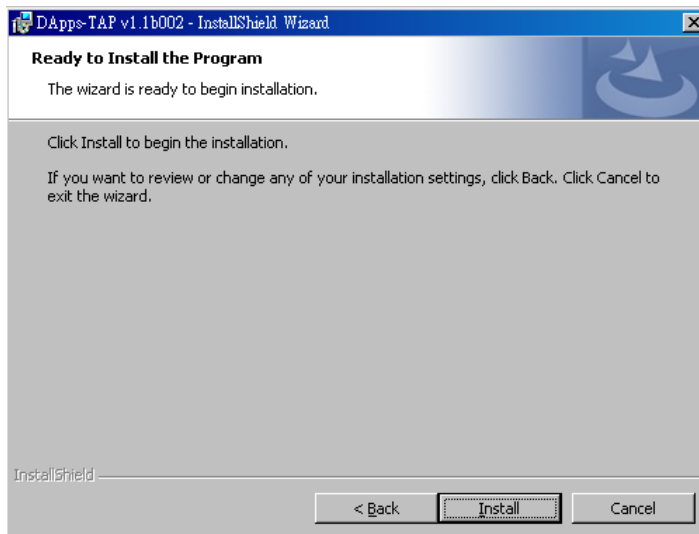 DApps-TAP v1.1b002 - InstallShield Wizard
Ready to Install the Program
The wizard is ready to begin installation.
Click Install to begin the installation.
If you want to review or change any of your installation settings, click Back. Click Cancel to
exit the wizard.
InstallShield
< Back
Install
Cancel